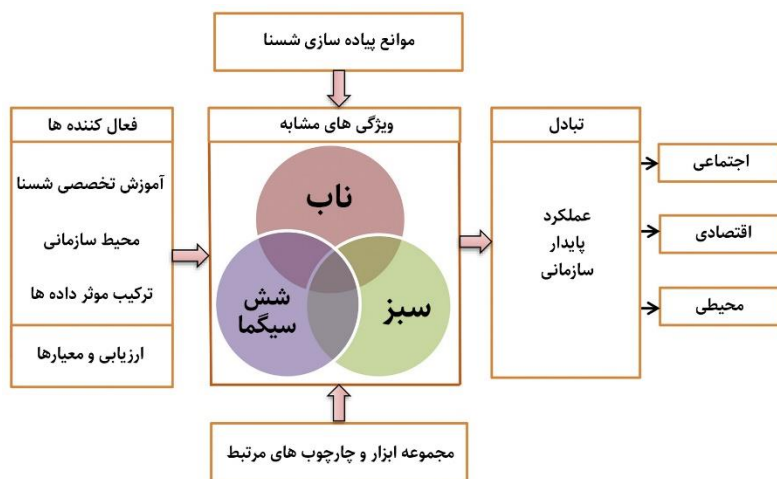 موانع پیاده سازی شسنا
فعال کننده ها
آموزش تخصصی شسنا
محیط سازمانی
ترکیب موثر داده ها
ارزیابی و معیارها
ویژگی های مشابه
ناب
شش
سیگما
سبز
تبادل
عملکرد
پایدار
سازمانی
اجتماعی
اقتصادی
محیطی
مجموعه ابزار و چارچوب های مرتبط